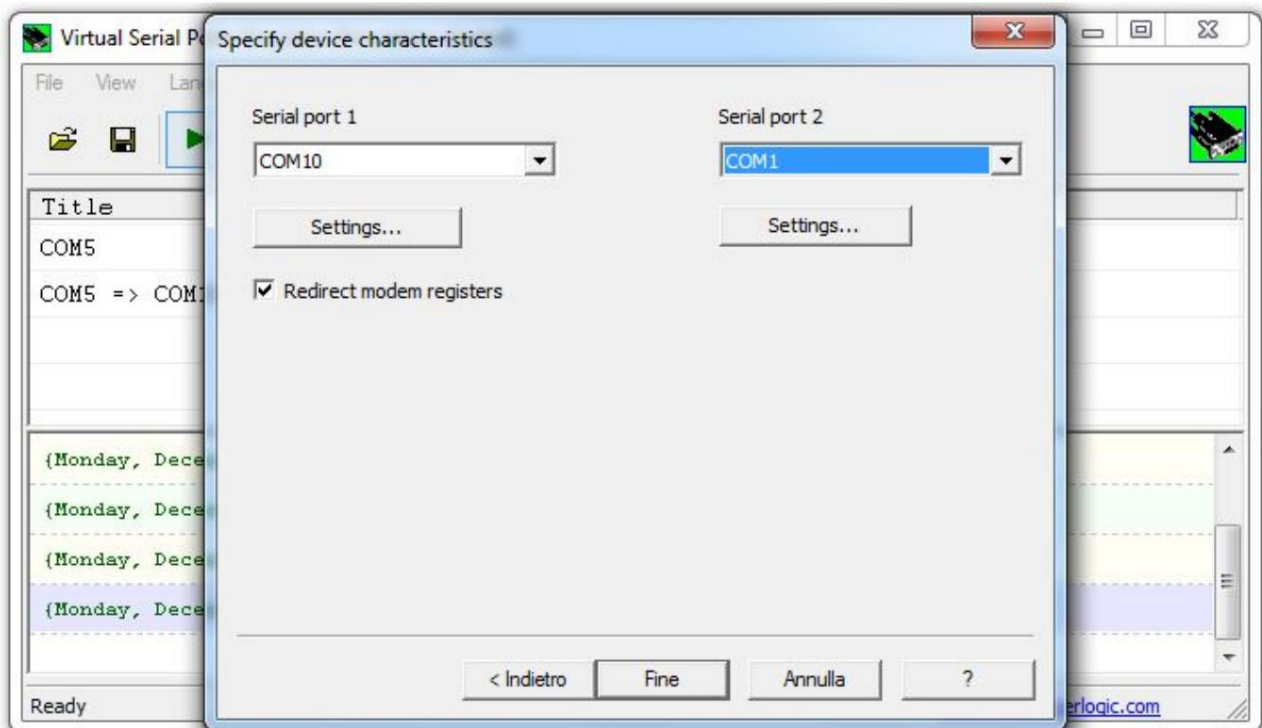 Virtual Serial Po
Specify device characteristics
File View Lan
Serial port 1
Serial port 2
COM10
COM1
Settings...
Settings...
Redirect modem registers
Title
COM5
COM5 => COM1
{Monday, Dece
{Monday, Dece
{Monday, Dece
{Monday, Dece
< Indietro Fine Annulla ?
Ready
erlogic.com